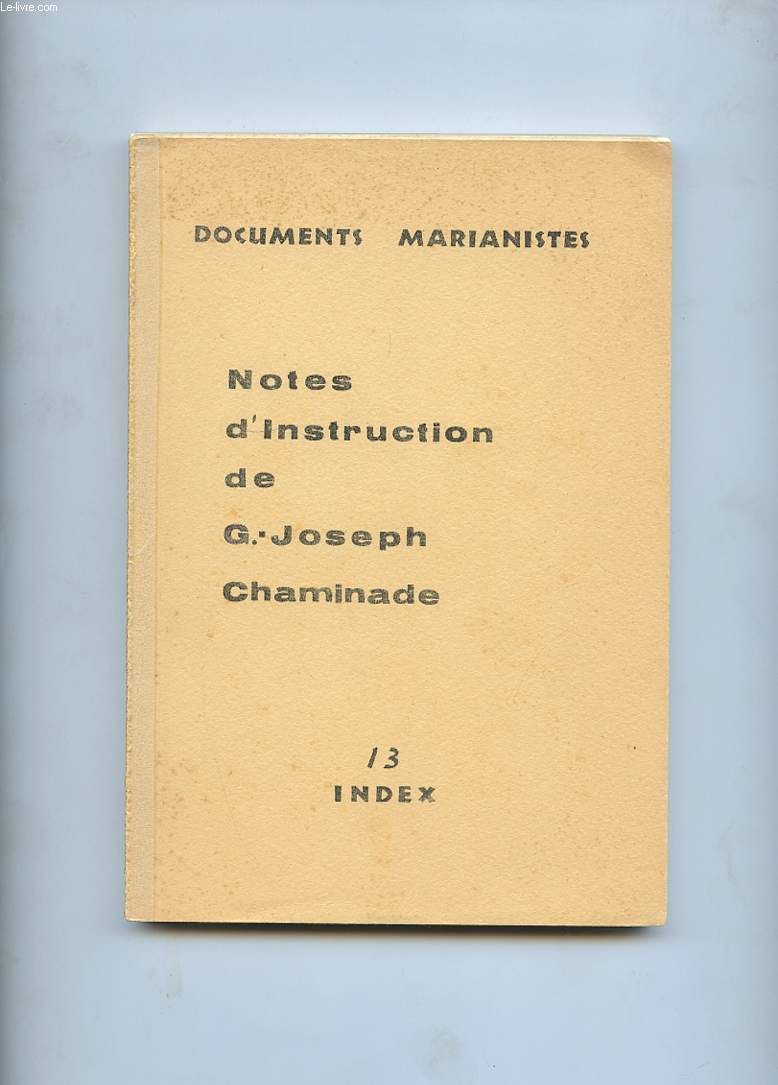 Le-livre.com
DOCUMENTS MARIANISTES
Notes
d'Instruction
de
G.-Joseph
Chaminade
13
INDEX